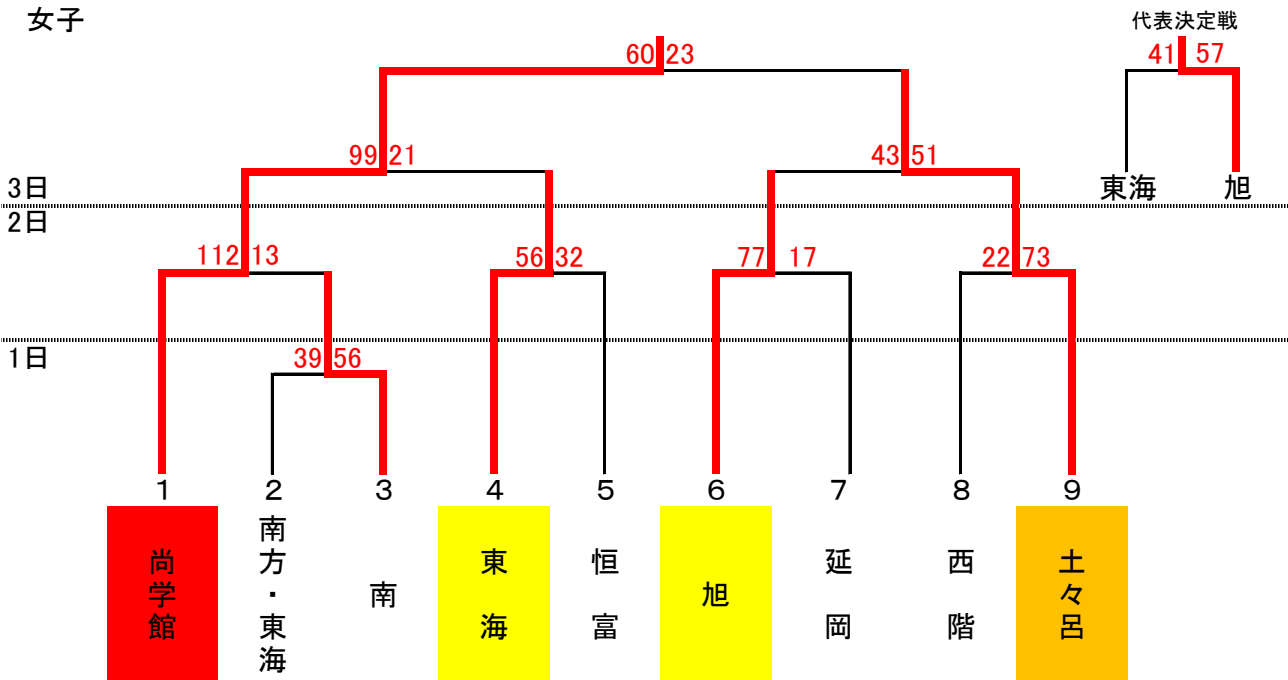 女子
代表決定戦
60 23
41 57
99 21
43 51
東海 旭
3日
2日
112 13
56 32
77 17
22 73
1日
39 56
1 2 3 4 5 6 7 8 9
尚学館
南方・東海
南
東海
恒富
旭
延岡
西階
土々呂